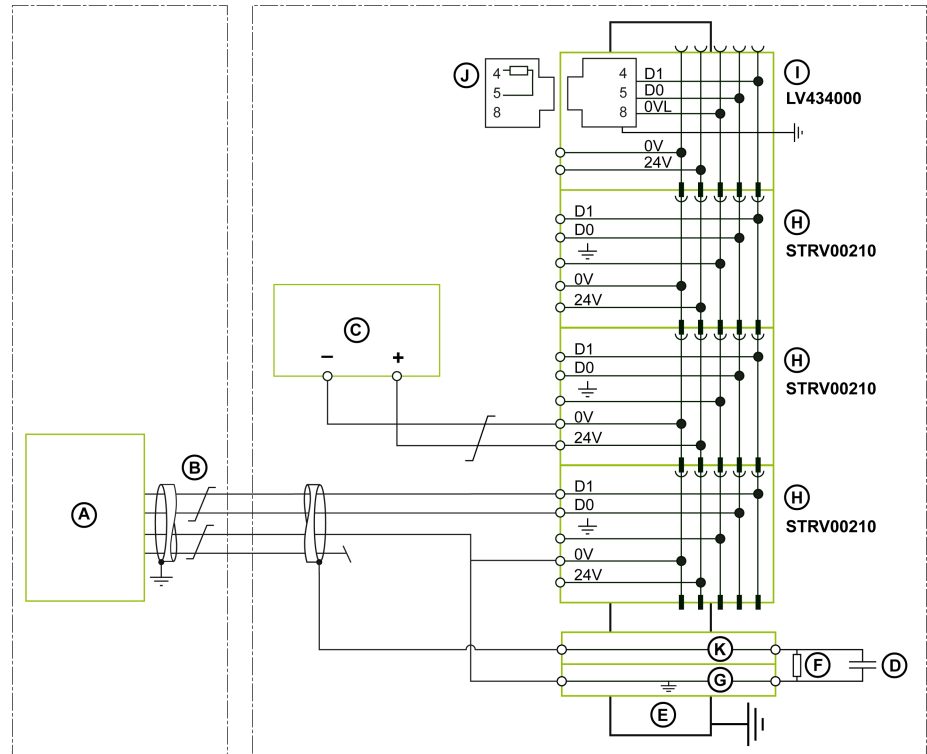 J
4
5
8
4
5
8
D1
D0
0VL
0V
24V
I
LV434000
D1
D0
0V
24V
H
STRV00210
C
− +
D1
D0
0V
24V
H
STRV00210
A
B
D1
D0
0V
24V
H
STRV00210
K
G
F
D
E